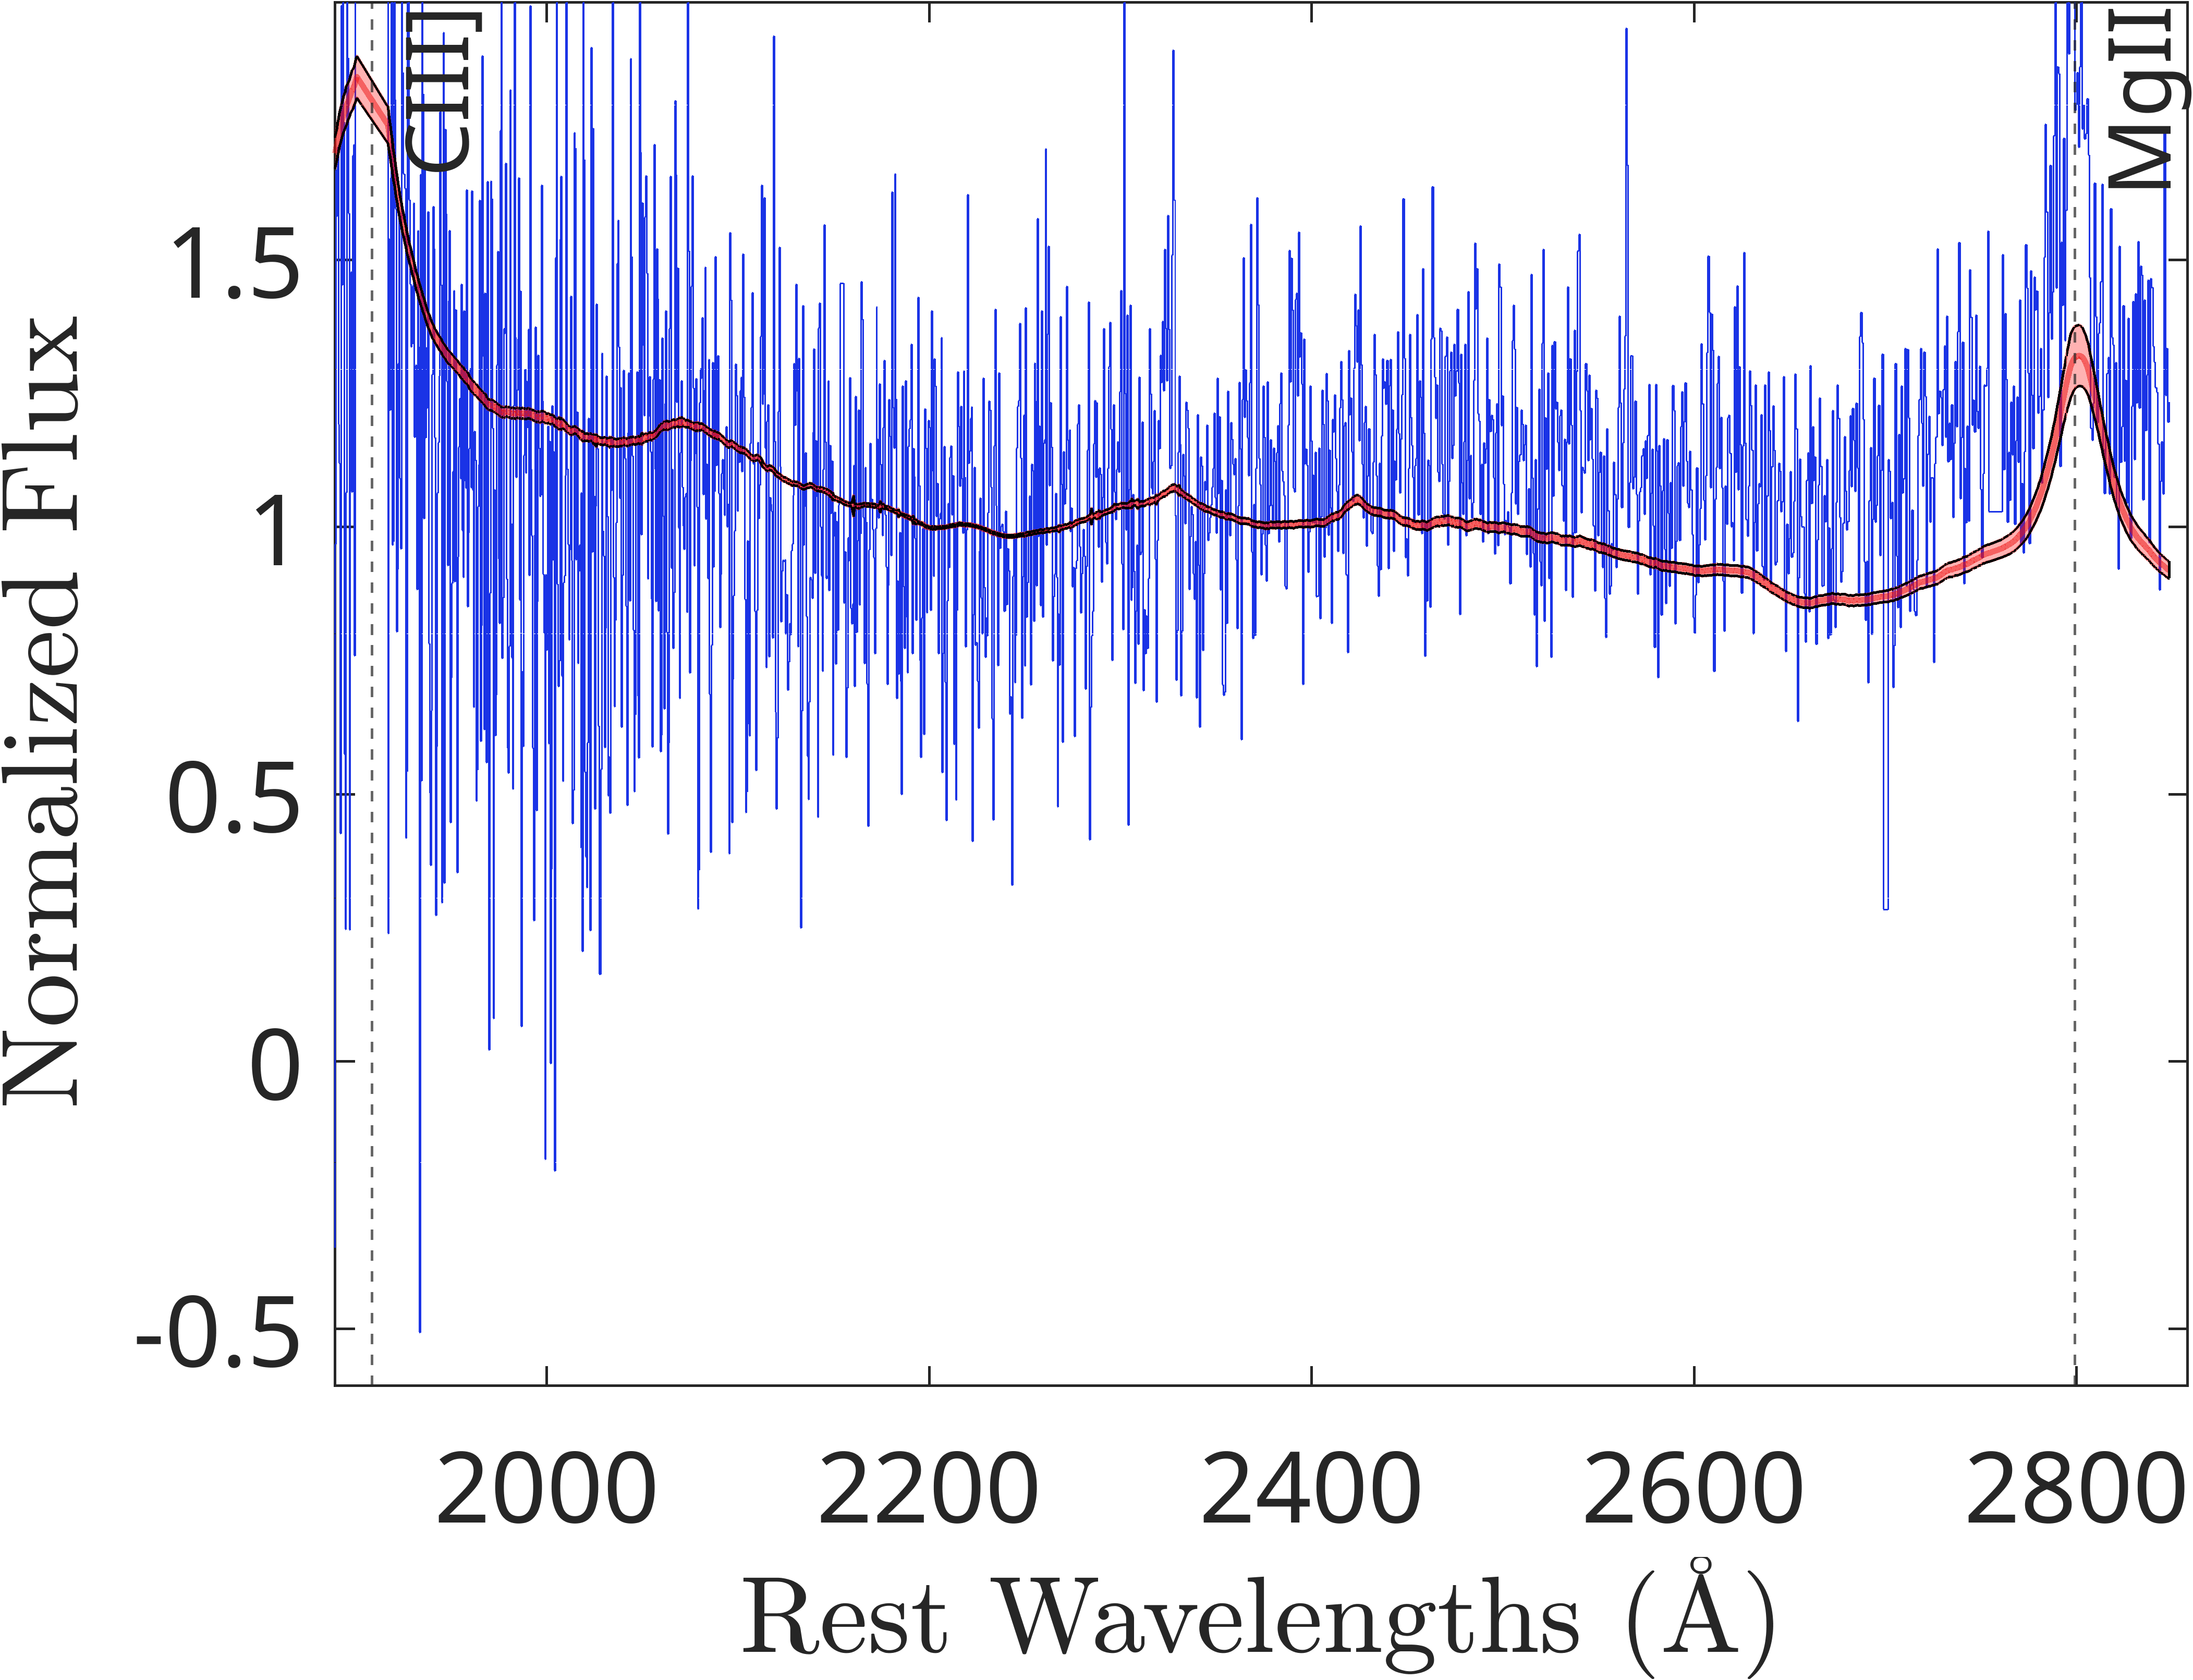 CIII]
MgII
1.5
1
0.5
0
-0.5
Normalized Flux
2000 2200 2400 2600 2800
Rest Wavelengths (Å)